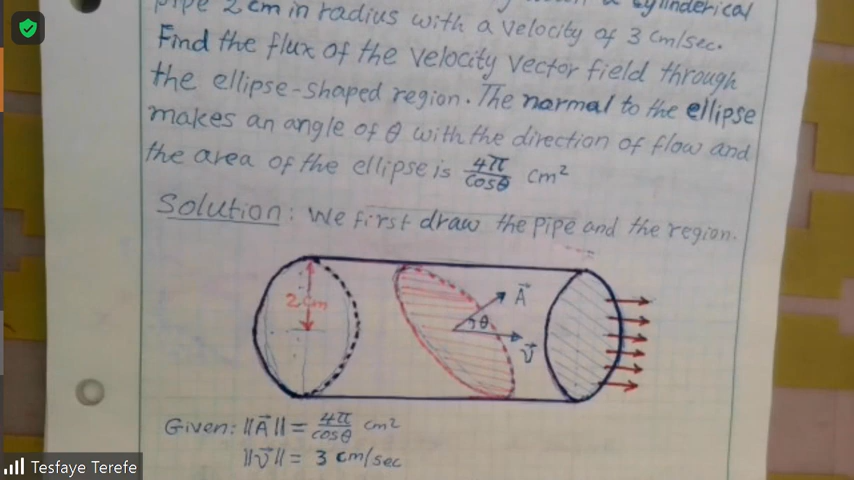 pipe 2 cm in radius with a velocity of 3 cm/sec.
Find the flux of the velocity vector field through
the ellipse-shaped region. The normal to the ellipse
makes an angle of θ with the direction of flow and
the area of the ellipse is 4π/cosθ cm²
Solution: We first draw the pipe and the region.
2 cm
A⃗
θ
v⃗
Given: ||A⃗|| = 4π/cosθ cm²
||v⃗|| = 3 cm/sec
Tesfaye Terefe